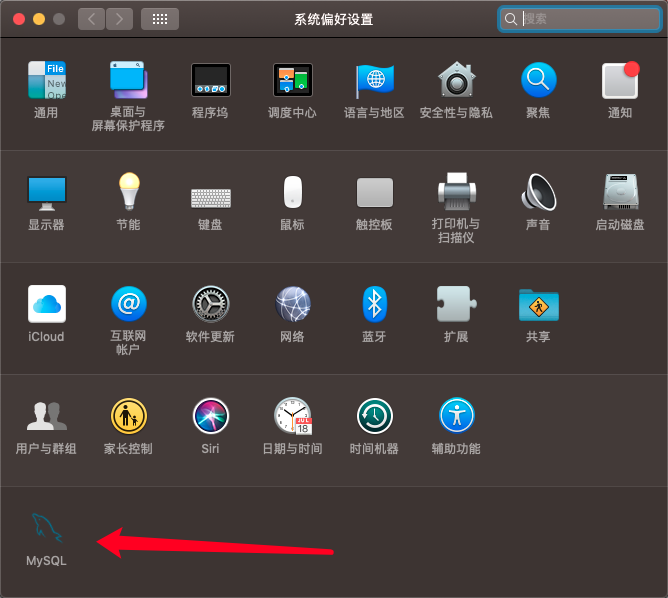 系统偏好设置
搜索
File
New
Ope
通用
桌面与
屏幕保护程序
程序坞
调度中心
语言与地区
安全性与隐私
聚焦
通知
显示器
节能
键盘
鼠标
触控板
打印机与
扫描仪
声音
启动磁盘
iCloud
互联网
帐户
软件更新
网络
蓝牙
扩展
共享
用户与群组
家长控制
Siri
JUL
18
日期与时间
时间机器
辅助功能
MySQL